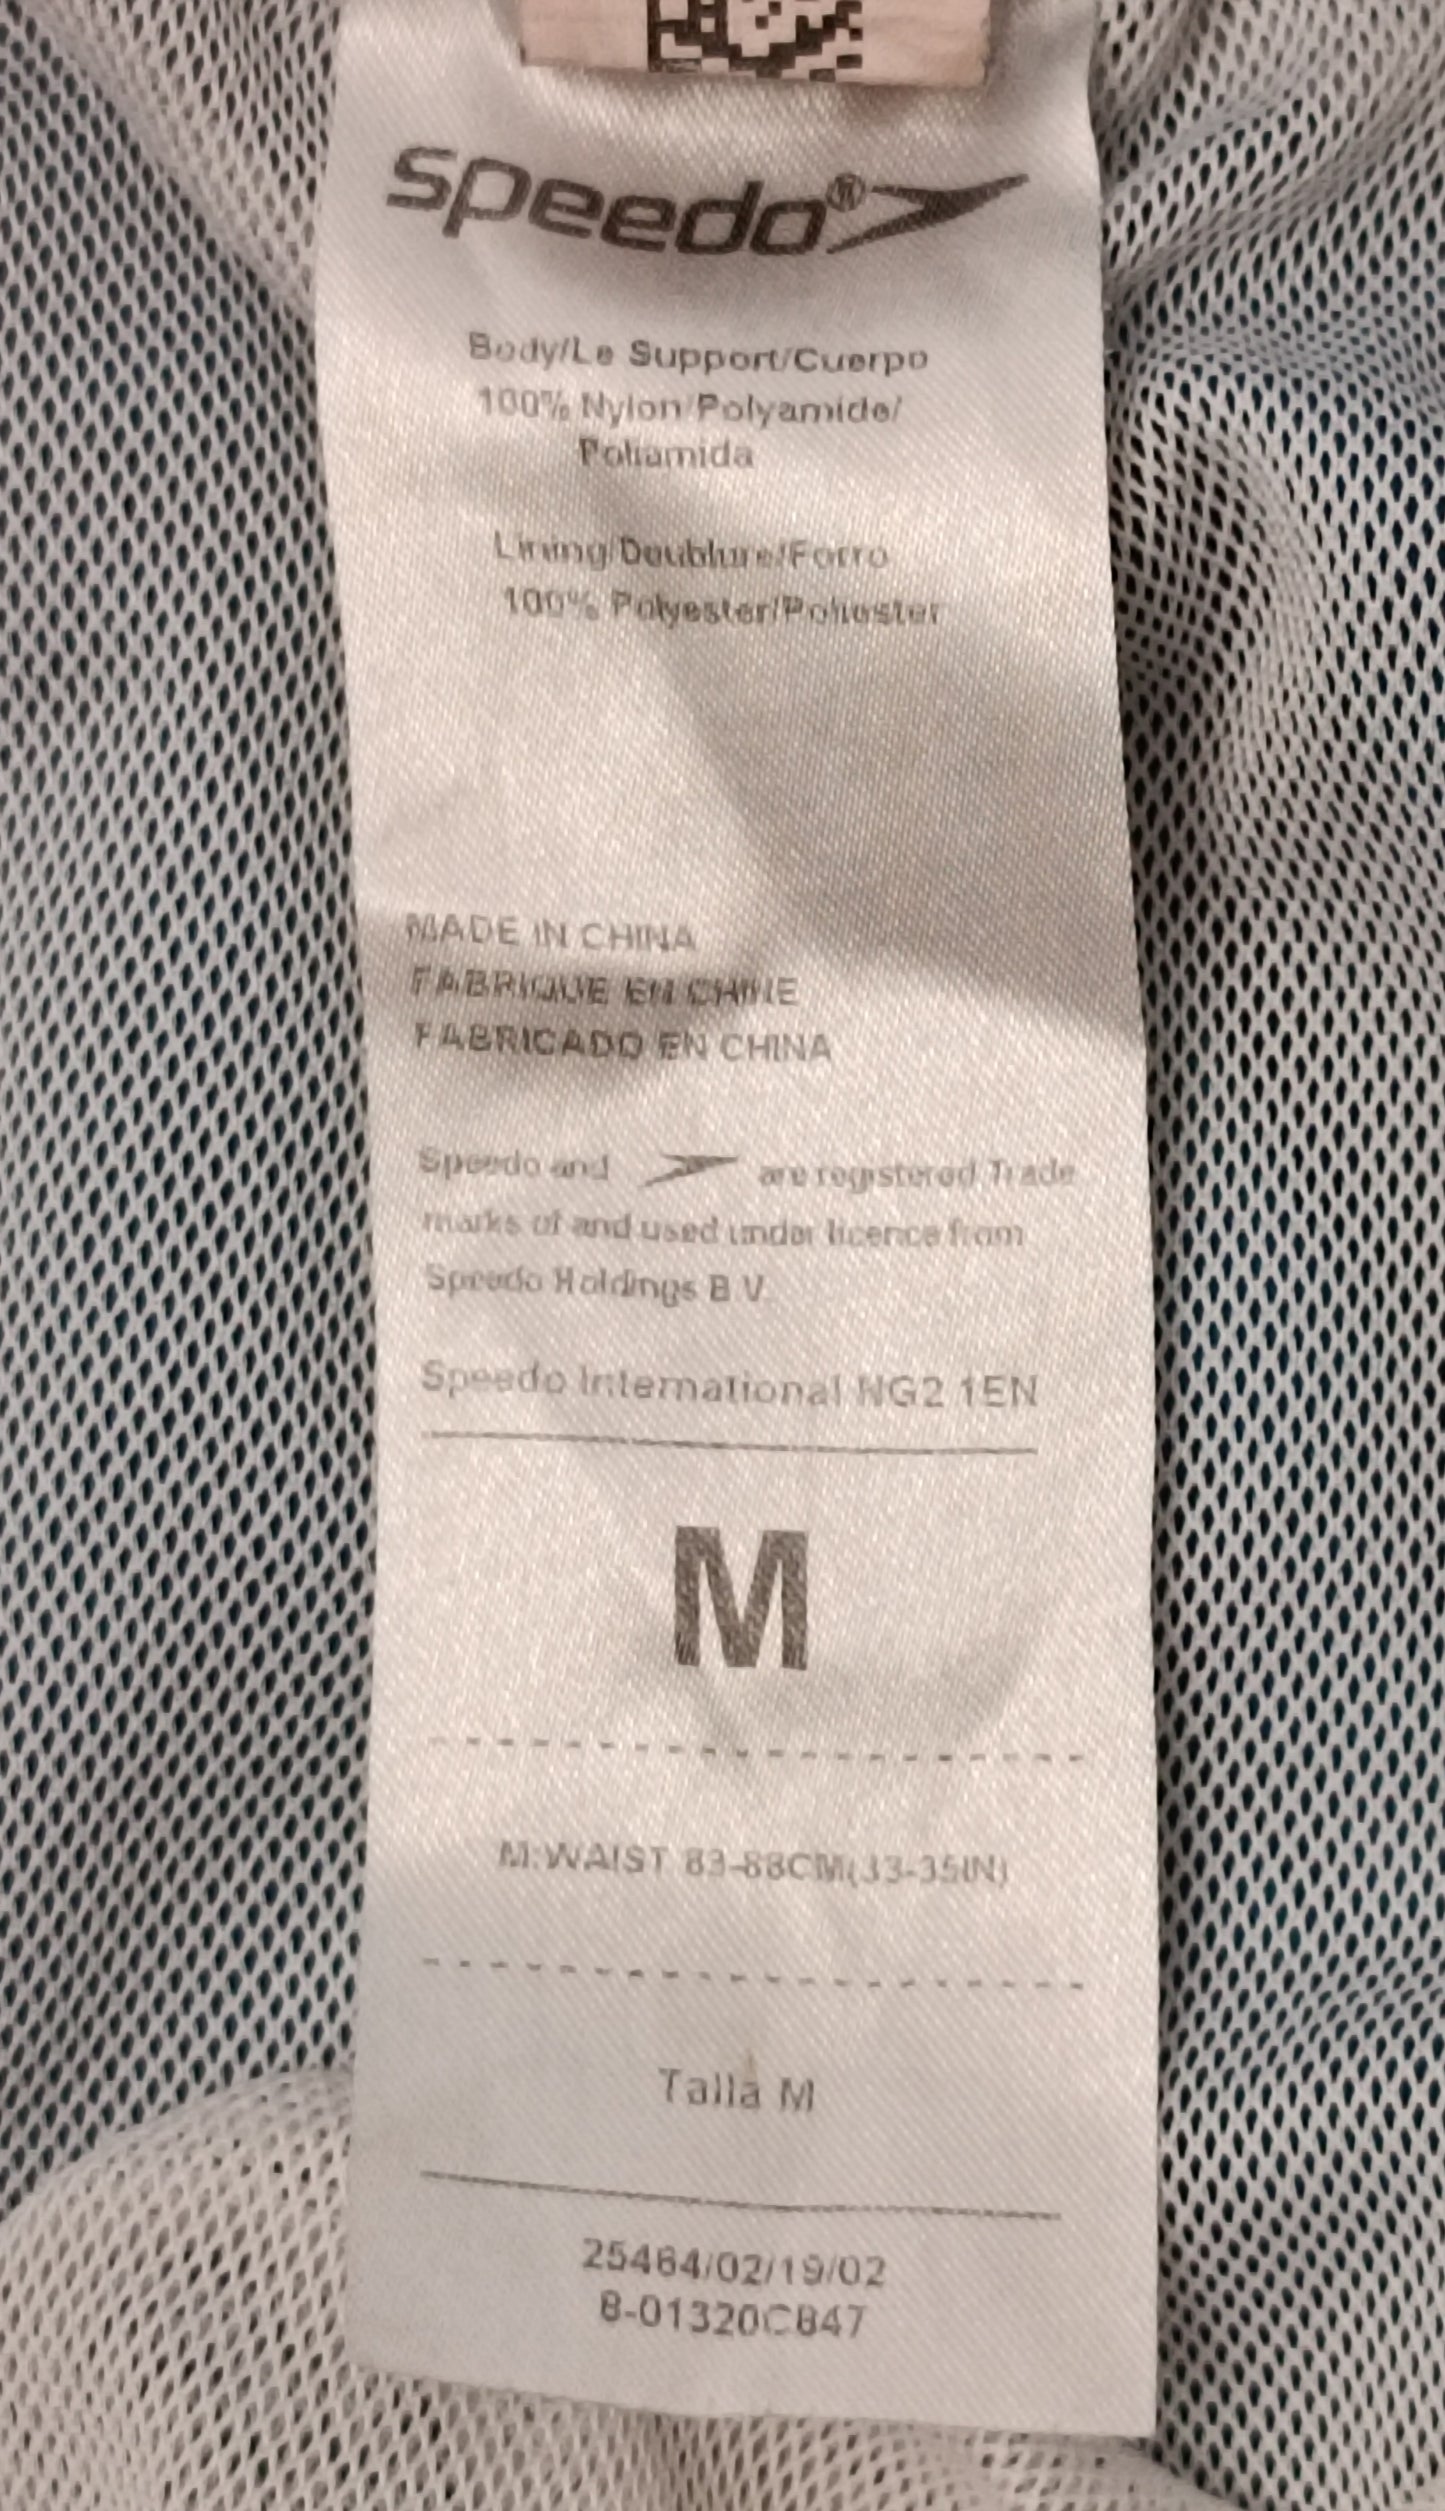 speedo®
Body/Le Support/Cuerpo
100% Nylon/Polyamide/
Poliamida
Lining/Doublure/Forro
100% Polyester/Poliester
MADE IN CHINA
FABRIQUE EN CHINE
FABRICADO EN CHINA
Speedo and are registered Trade
marks of and used under licence from
Speedo Holdings B.V.
Speedo International NG2 1EN
M
M:WAIST 83-88CM(33-35IN)
Talla M
25464/02/19/02
8-01320C847